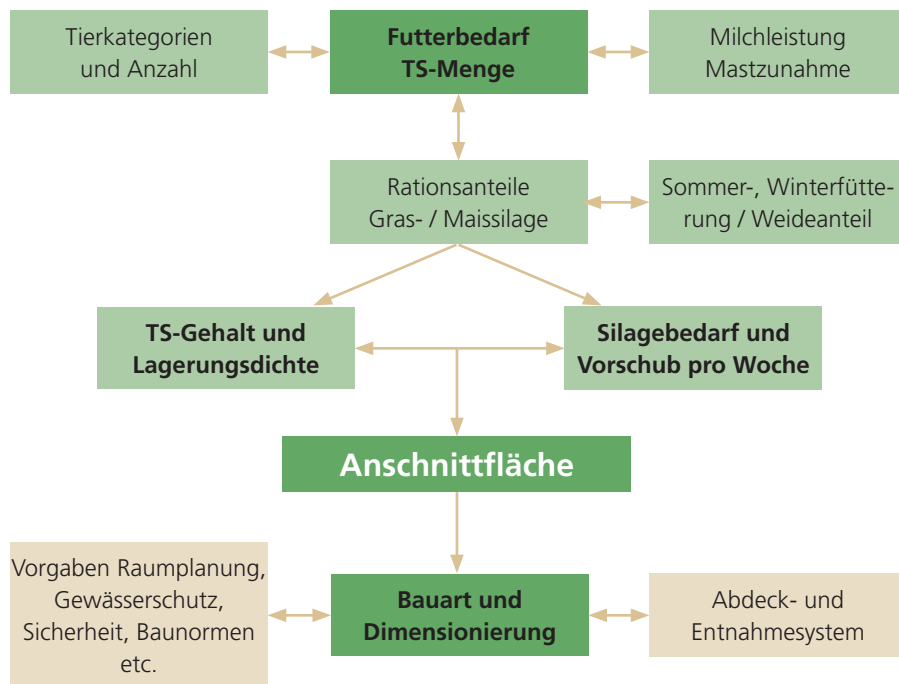 Tierkategorien
und Anzahl
Futterbedarf
TS-Menge
Milchleistung
Mastzunahme
Rationsanteile
Gras- / Maissilage
Sommer-, Winterfütte-
rung / Weideanteil
TS-Gehalt und
Lagerungsdichte
Silagebedarf und
Vorschub pro Woche
Anschnittfläche
Vorgaben Raumplanung,
Gewässerschutz,
Sicherheit, Baunormen
etc.
Bauart und
Dimensionierung
Abdeck- und
Entnahmesystem